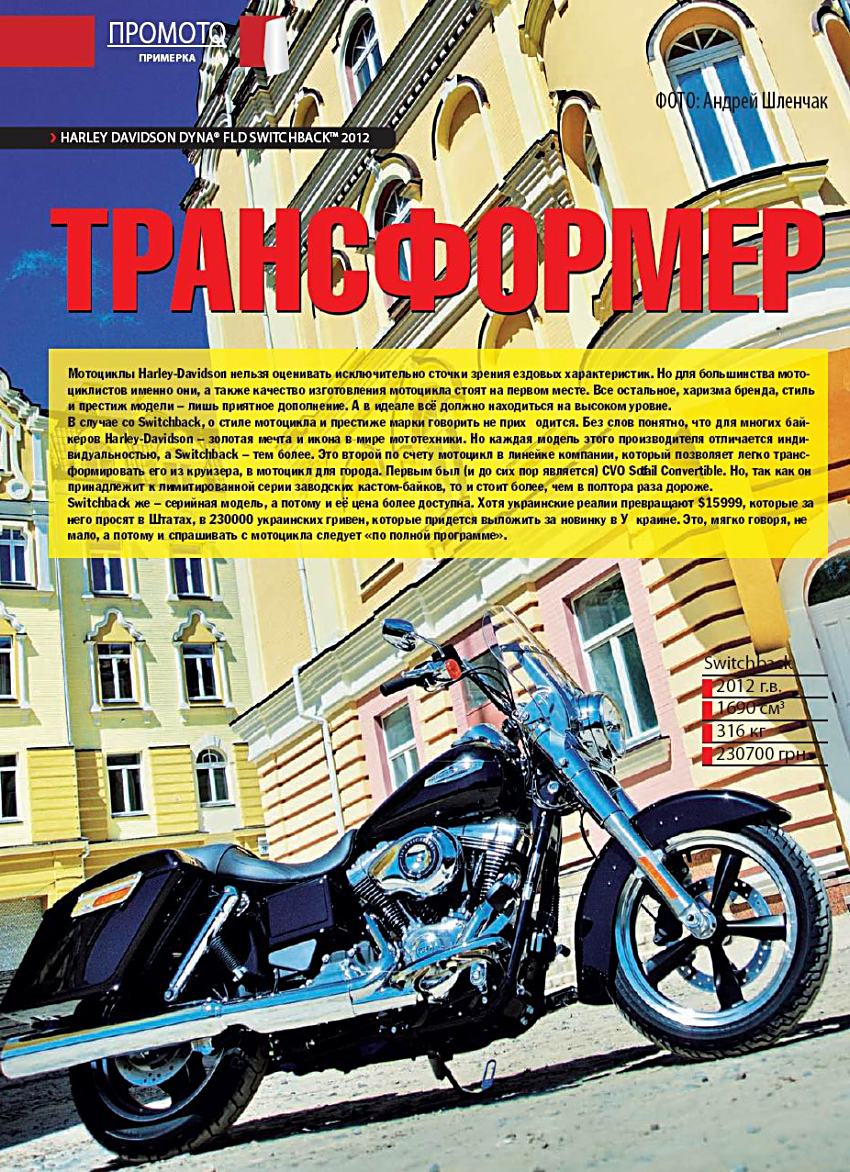 ПРОМОТО
ПРИМЕРКА
ФОТО: Андрей Шленчак
› HARLEY DAVIDSON DYNA® FLD SWITCHBACK™ 2012
ТРАНСФОРМЕР
Мотоциклы Harley-Davidson нельзя оценивать исключительно сточки зрения ездовых характеристик. Но для большинства мото-
циклистов именно они, а также качество изготовления мотоцикла стоят на первом месте. Все остальное, харизма бренда, стиль
и престиж модели – лишь приятное дополнение. А в идеале всё должно находиться на высоком уровне.
В случае со Switchback, о стиле мотоцикла и престиже марки говорить не прих одится. Без слов понятно, что для многих бай-
керов Harley-Davidson – золотая мечта и икона в мире мототехники. Но каждая модель этого производителя отличается инди-
видуальностью, а Switchback – тем более. Это второй по счету мотоцикл в линейке компании, который позволяет легко транс-
формировать его из крузера, в мотоцикл для города. Первым был (и до сих пор является) CVO Softail Convertible. Но, так как он
принадлежит к лимитированной серии заводских кастом-байков, то и стоит более, чем в полтора раза дороже.
Switchback же – серийная модель, а потому и её цена более доступна. Хотя украинские реалии превращают $15999, которые за
него просят в Штатах, в 230000 украинских гривен, которые придется выложить за новинку в У краине. Это, мягко говоря, не
мало, а потому и спрашивать с мотоцикла следует «по полной программе».
Switchback
2012 г.в.
1690 см³
316 кг
230700 грн.